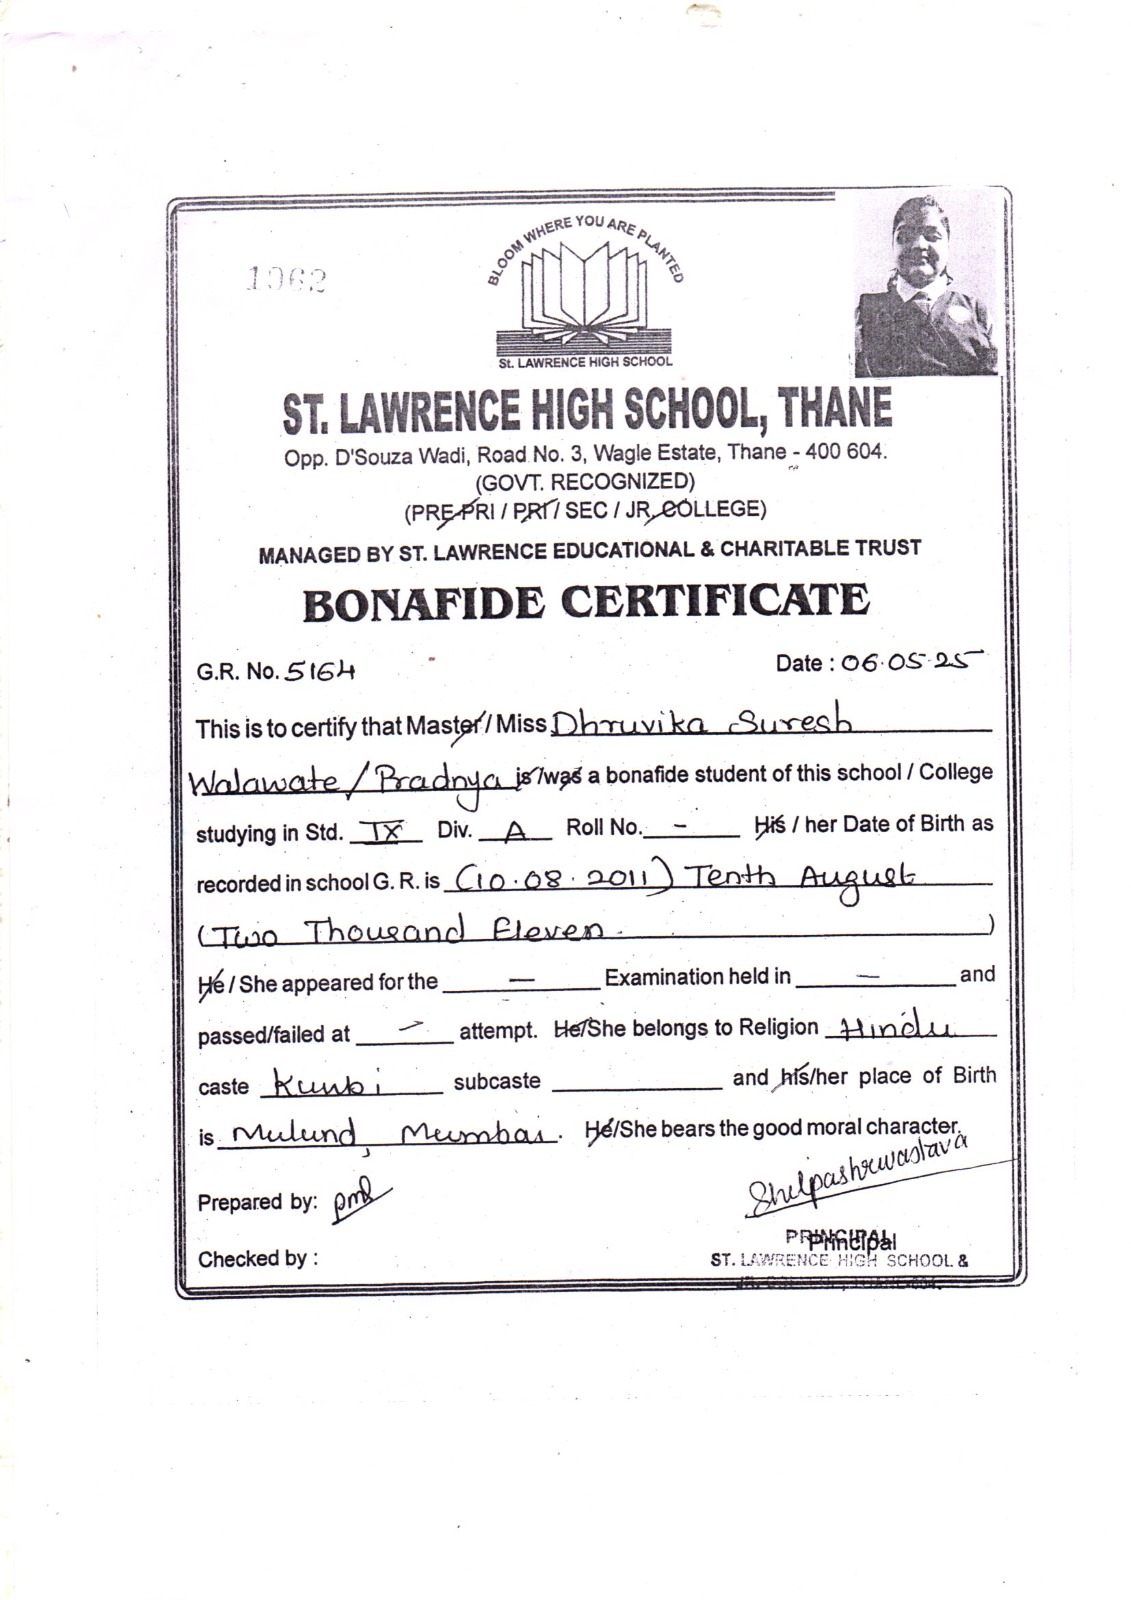 1962
BLOOM WHERE YOU ARE PLANTED
St. LAWRENCE HIGH SCHOOL
ST. LAWRENCE HIGH SCHOOL, THANE
Opp. D'Souza Wadi, Road No. 3, Wagle Estate, Thane - 400 604.
(GOVT. RECOGNIZED)
(PRE-PRI / PRI / SEC / JR. COLLEGE)
MANAGED BY ST. LAWRENCE EDUCATIONAL & CHARITABLE TRUST
BONAFIDE CERTIFICATE
G.R. No. 5164 Date : 06.05.25
This is to certify that Master / Miss Dhruvika Suresh
Walawate / Pradnya is/was a bonafide student of this school / College
studying in Std. IX Div. A Roll No. - His / her Date of Birth as
recorded in school G. R. is (10.08.2011) Tenth August
(Two Thousand Eleven. )
He / She appeared for the — Examination held in — and
passed/failed at — attempt. He/She belongs to Religion Hindu
caste Kunbi subcaste and his/her place of Birth
is Mulund, Mumbai. He/She bears the good moral character.
Shilpashrivastava
Prepared by: pml
PRINCIPAL
Principal
Checked by : ST. LAWRENCE HIGH SCHOOL &
JR. COLLEGE, THANE-604.